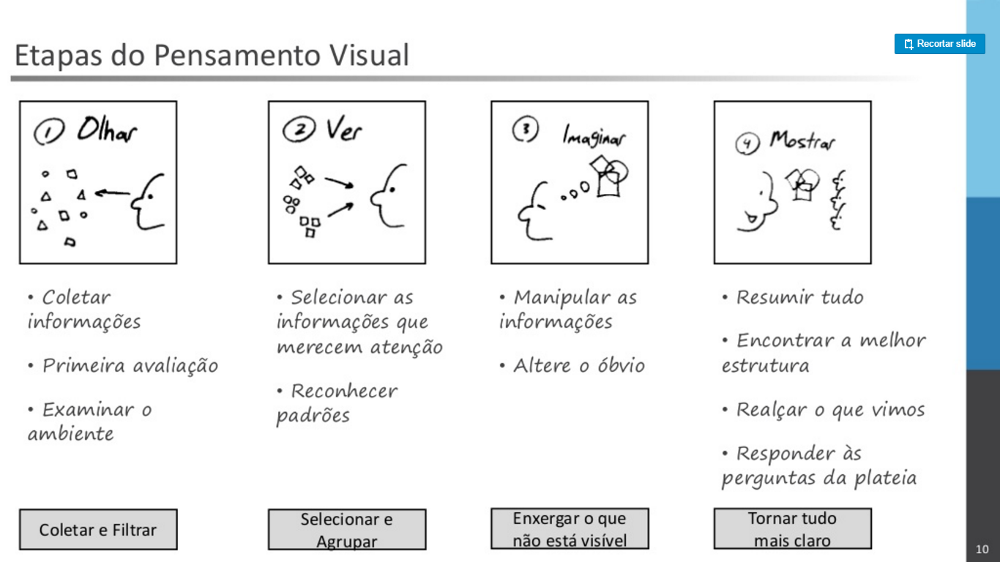 Etapas do Pensamento Visual
Recortar slide
1 Olhar
• Coletar
informações
• Primeira avaliação
• Examinar o
ambiente
Coletar e Filtrar
2 Ver
• Selecionar as
informações que
merecem atenção
• Reconhecer
padrões
Selecionar e
Agrupar
3 Imaginar
• Manipular as
informações
• Altere o óbvio
Enxergar o que
não está visível
4 Mostrar
• Resumir tudo
• Encontrar a melhor
estrutura
• Realçar o que vimos
• Responder às
perguntas da plateia
Tornar tudo
mais claro
10